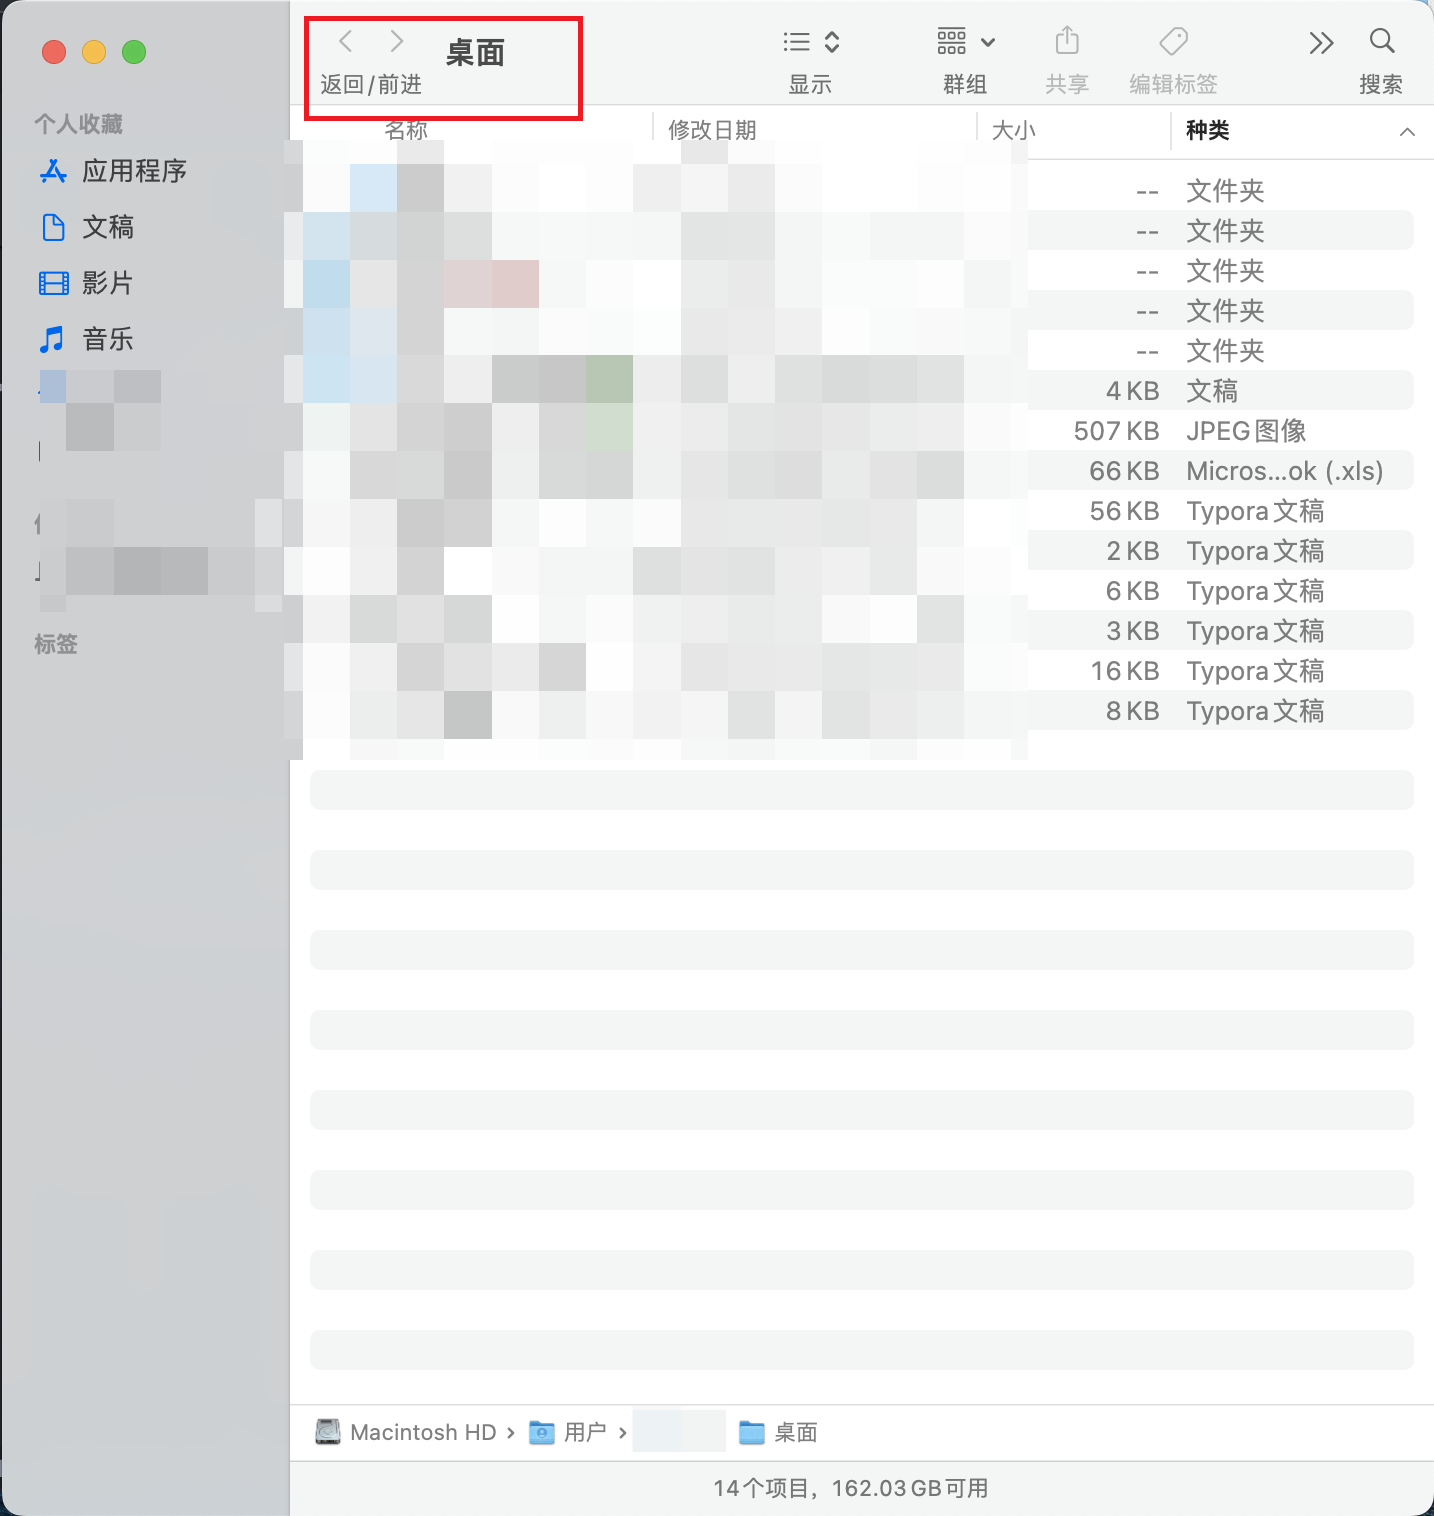 桌面
返回/前进
显示
群组
共享
编辑标签
搜索
个人收藏
应用程序
文稿
影片
音乐
标签
名称 修改日期 大小 种类
-- 文件夹
-- 文件夹
-- 文件夹
-- 文件夹
-- 文件夹
4 KB 文稿
507 KB JPEG图像
66 KB Micros...ok (.xls)
56 KB Typora文稿
2 KB Typora文稿
6 KB Typora文稿
3 KB Typora文稿
16 KB Typora文稿
8 KB Typora文稿
Macintosh HD › 用户 › 桌面
14个项目，162.03 GB可用